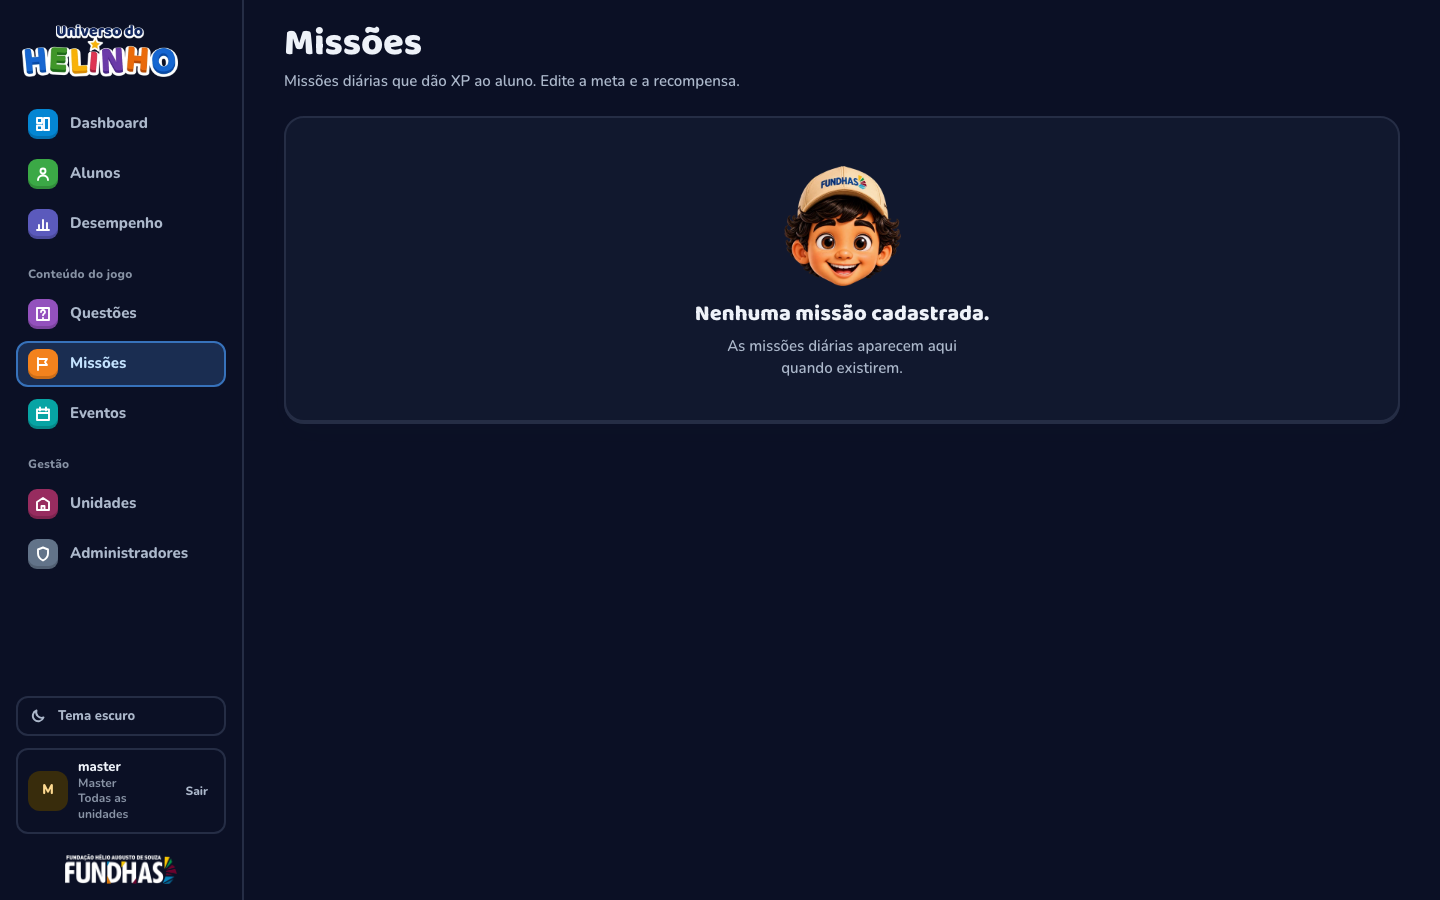 Universo do
HELINHO
Dashboard
Alunos
Desempenho
Conteúdo do jogo
Questões
Missões
Eventos
Gestão
Unidades
Administradores
Tema escuro
M
master
Master
Todas as
unidades
Sair
FUNDAÇÃO HÉLIO AUGUSTO DE SOUZA
FUNDHAS
Missões
Missões diárias que dão XP ao aluno. Edite a meta e a recompensa.
FUNDHAS
Nenhuma missão cadastrada.
As missões diárias aparecem aqui
quando existirem.